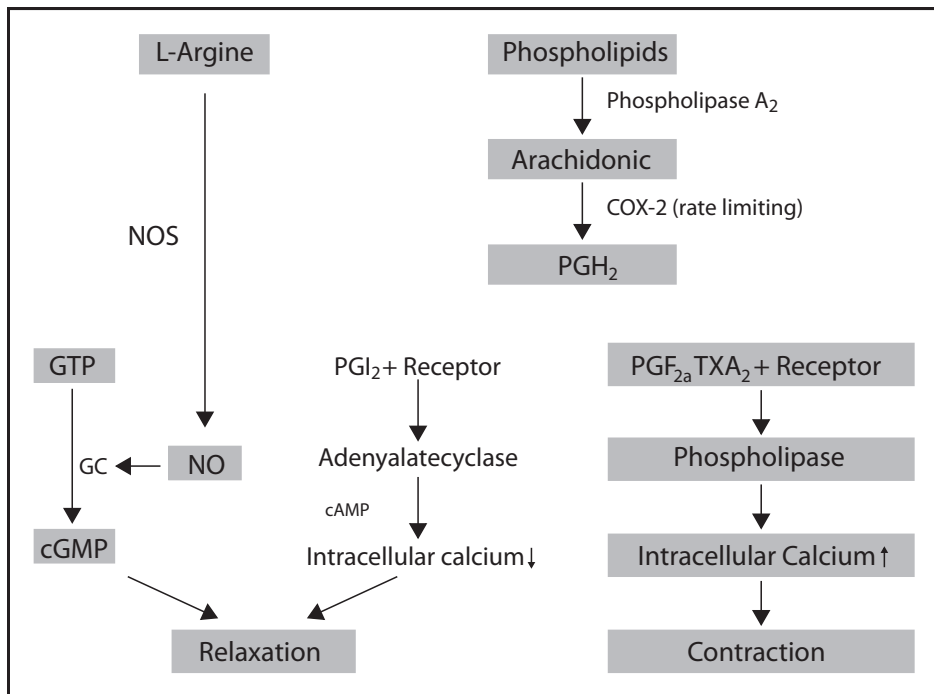 L-Argine
Phospholipids
Phospholipase A₂
Arachidonic
COX-2 (rate limiting)
NOS
PGH₂
GTP
PGI₂ + Receptor
PGF₂ₐ TXA₂ + Receptor
GC
NO
Adenyalatecyclase
Phospholipase
cAMP
cGMP
Intracellular calcium↓
Intracellular Calcium↑
Relaxation
Contraction